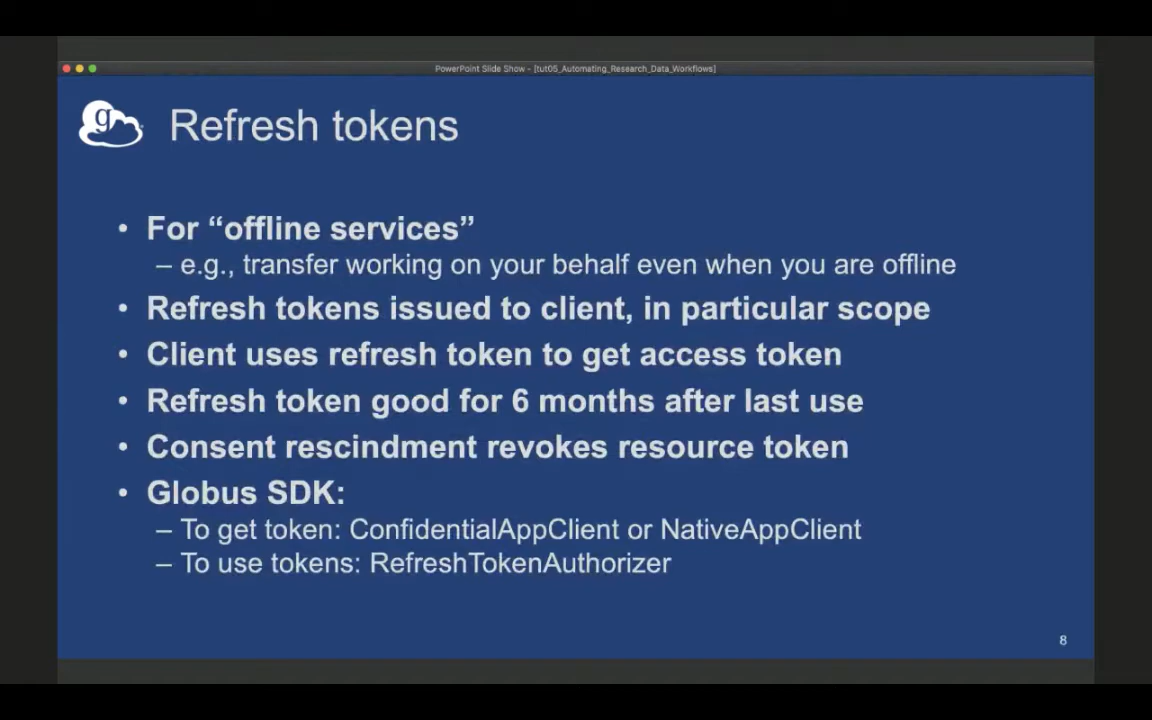 PowerPoint Slide Show - [tut05_Automating_Research_Data_Workflows]
g
Refresh tokens
• For “offline services”
– e.g., transfer working on your behalf even when you are offline
• Refresh tokens issued to client, in particular scope
• Client uses refresh token to get access token
• Refresh token good for 6 months after last use
• Consent rescindment revokes resource token
• Globus SDK:
– To get token: ConfidentialAppClient or NativeAppClient
– To use tokens: RefreshTokenAuthorizer
8